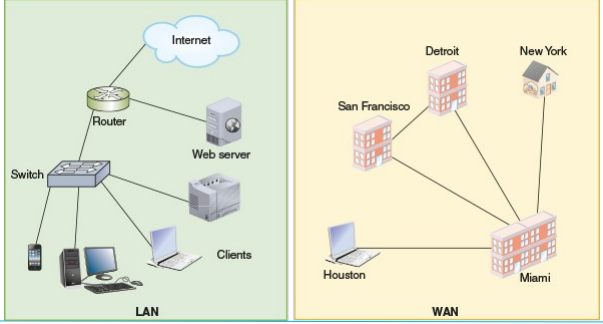 Internet
Router
Web server
Switch
Clients
LAN
Detroit
New York
San Francisco
Houston
Miami
WAN